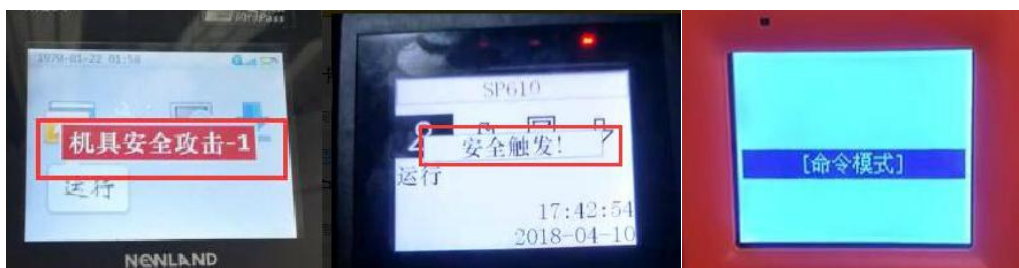 1970-01-22 01:58
机具安全攻击-1
运行
NEWLAND
SP610
安全触发!
运行
17:42:54
2018-04-10
[命令模式]